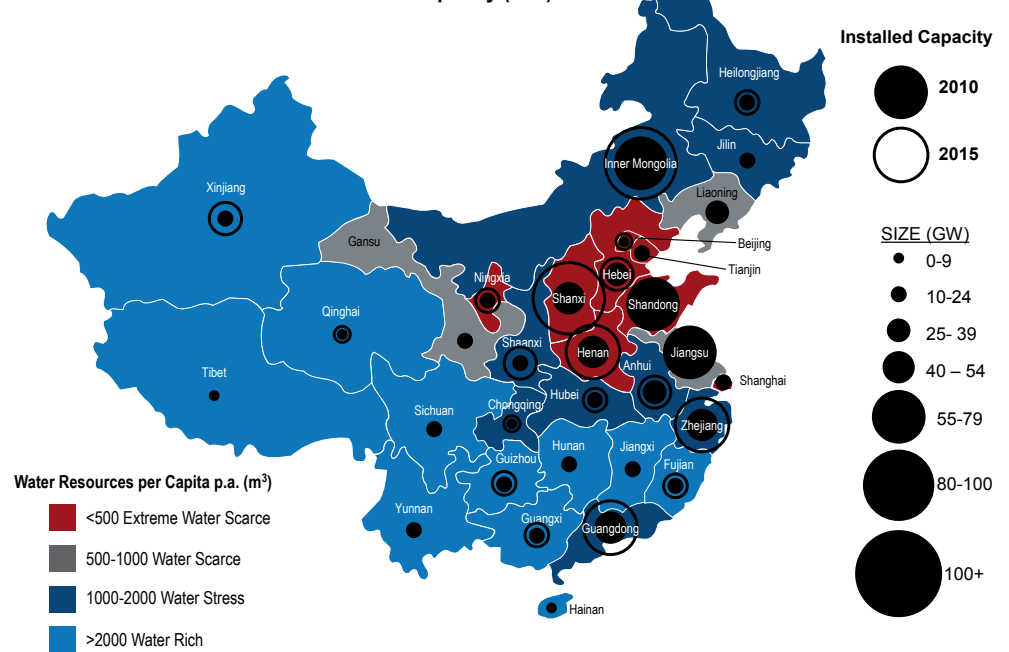 Installed Capacity
2010
2015
SIZE (GW)
0-9
10-24
25- 39
40 – 54
55-79
80-100
100+
Heilongjiang
Jilin
Inner Mongolia
Liaoning
Xinjiang
Gansu
Beijing
Tianjin
Hebei
Ningxia
Shanxi
Shandong
Qinghai
Shaanxi
Henan
Jiangsu
Anhui
Shanghai
Tibet
Hubei
Chongqing
Sichuan
Zhejiang
Hunan
Jiangxi
Guizhou
Fujian
Yunnan
Guangxi
Guangdong
Hainan
Water Resources per Capita p.a. (m³)
<500 Extreme Water Scarce
500-1000 Water Scarce
1000-2000 Water Stress
>2000 Water Rich